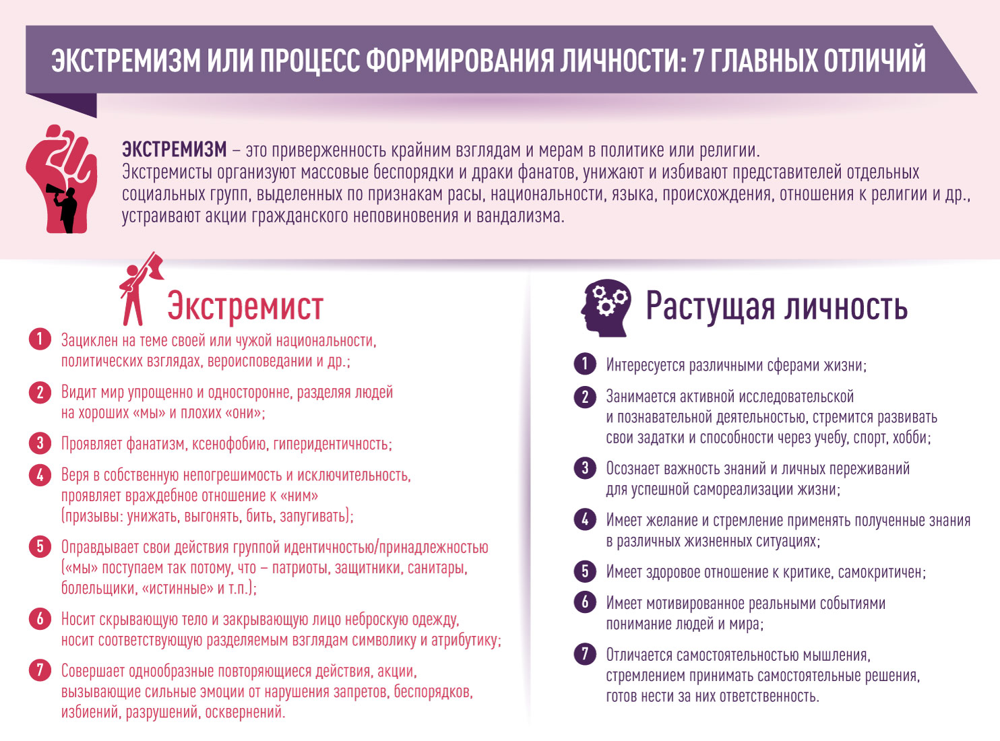 ЭКСТРЕМИЗМ ИЛИ ПРОЦЕСС ФОРМИРОВАНИЯ ЛИЧНОСТИ: 7 ГЛАВНЫХ ОТЛИЧИЙ
ЭКСТРЕМИЗМ – это приверженность крайним взглядам и мерам в политике или религии.
Экстремисты организуют массовые беспорядки и драки фанатов, унижают и избивают представителей отдельных
социальных групп, выделенных по признакам расы, национальности, языка, происхождения, отношения к религии и др.,
устраивают акции гражданского неповиновения и вандализма.
Экстремист
1 Зациклен на теме своей или чужой национальности,
политических взглядах, вероисповедании и др.;
2 Видит мир упрощенно и односторонне, разделяя людей
на хороших «мы» и плохих «они»;
3 Проявляет фанатизм, ксенофобию, гиперидентичность;
4 Веря в собственную непогрешимость и исключительность,
проявляет враждебное отношение к «ним»
(призывы: унижать, выгонять, бить, запугивать);
5 Оправдывает свои действия группой идентичностью/принадлежностью
(«мы» поступаем так потому, что – патриоты, защитники, санитары,
болельщики, «истинные» и т.п.);
6 Носит скрывающую тело и закрывающую лицо неброскую одежду,
носит соответствующую разделяемым взглядам символику и атрибутику;
7 Совершает однообразные повторяющиеся действия, акции,
вызывающие сильные эмоции от нарушения запретов, беспорядков,
избиений, разрушений, осквернений.
Растущая личность
1 Интересуется различными сферами жизни;
2 Занимается активной исследовательской
и познавательной деятельностью, стремится развивать
свои задатки и способности через учебу, спорт, хобби;
3 Осознает важность знаний и личных переживаний
для успешной самореализации жизни;
4 Имеет желание и стремление применять полученные знания
в различных жизненных ситуациях;
5 Имеет здоровое отношение к критике, самокритичен;
6 Имеет мотивированное реальными событиями
понимание людей и мира;
7 Отличается самостоятельностью мышления,
стремлением принимать самостоятельные решения,
готов нести за них ответственность.